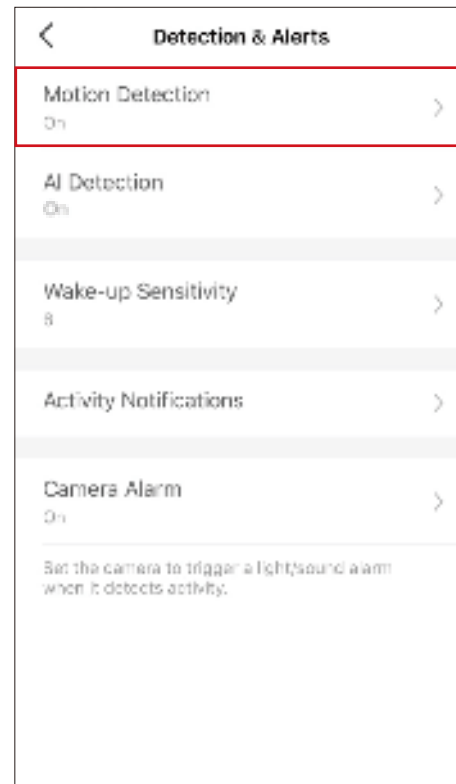 Detection & Alerts
Motion Detection
On
AI Detection
On
Wake-up Sensitivity
8
Activity Notifications
Camera Alarm
On
Set the camera to trigger a light/sound alarm
when it detects activity.